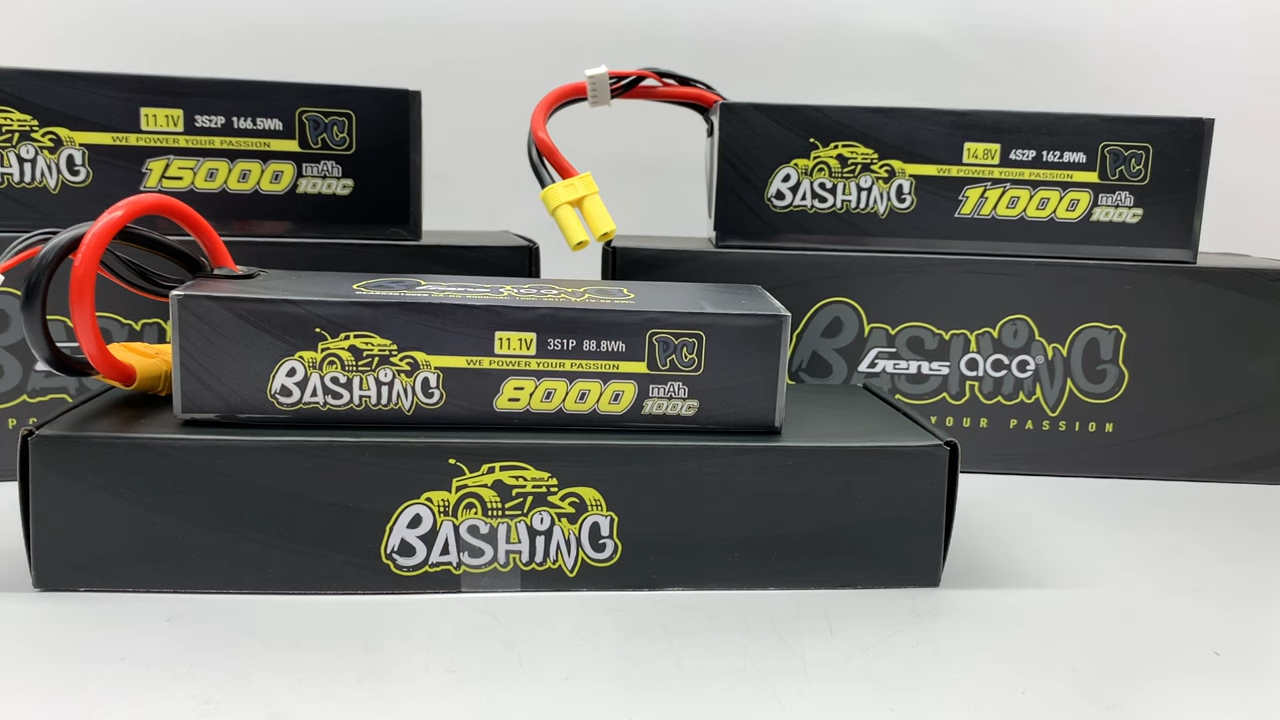 11.1V 3S2P 166.5Wh PC
WE POWER YOUR PASSION
15000 mAh 100C
14.8V 4S2P 162.8Wh PC
WE POWER YOUR PASSION
BASHING
11000 mAh 100C
Gens ace
11.1V 3S1P 88.8Wh PC
WE POWER YOUR PASSION
BASHING
8000 mAh 100C
BASHING
Gens ace®
YOUR PASSION
BASHING